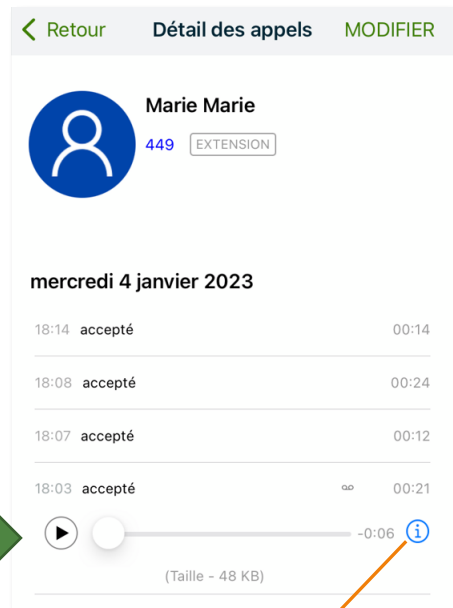 Retour Détail des appels MODIFIER
Marie Marie
449 EXTENSION
mercredi 4 janvier 2023
18:14 accepté 00:14
18:08 accepté 00:24
18:07 accepté 00:12
18:03 accepté 00:21
-0:06
(Taille - 48 KB)